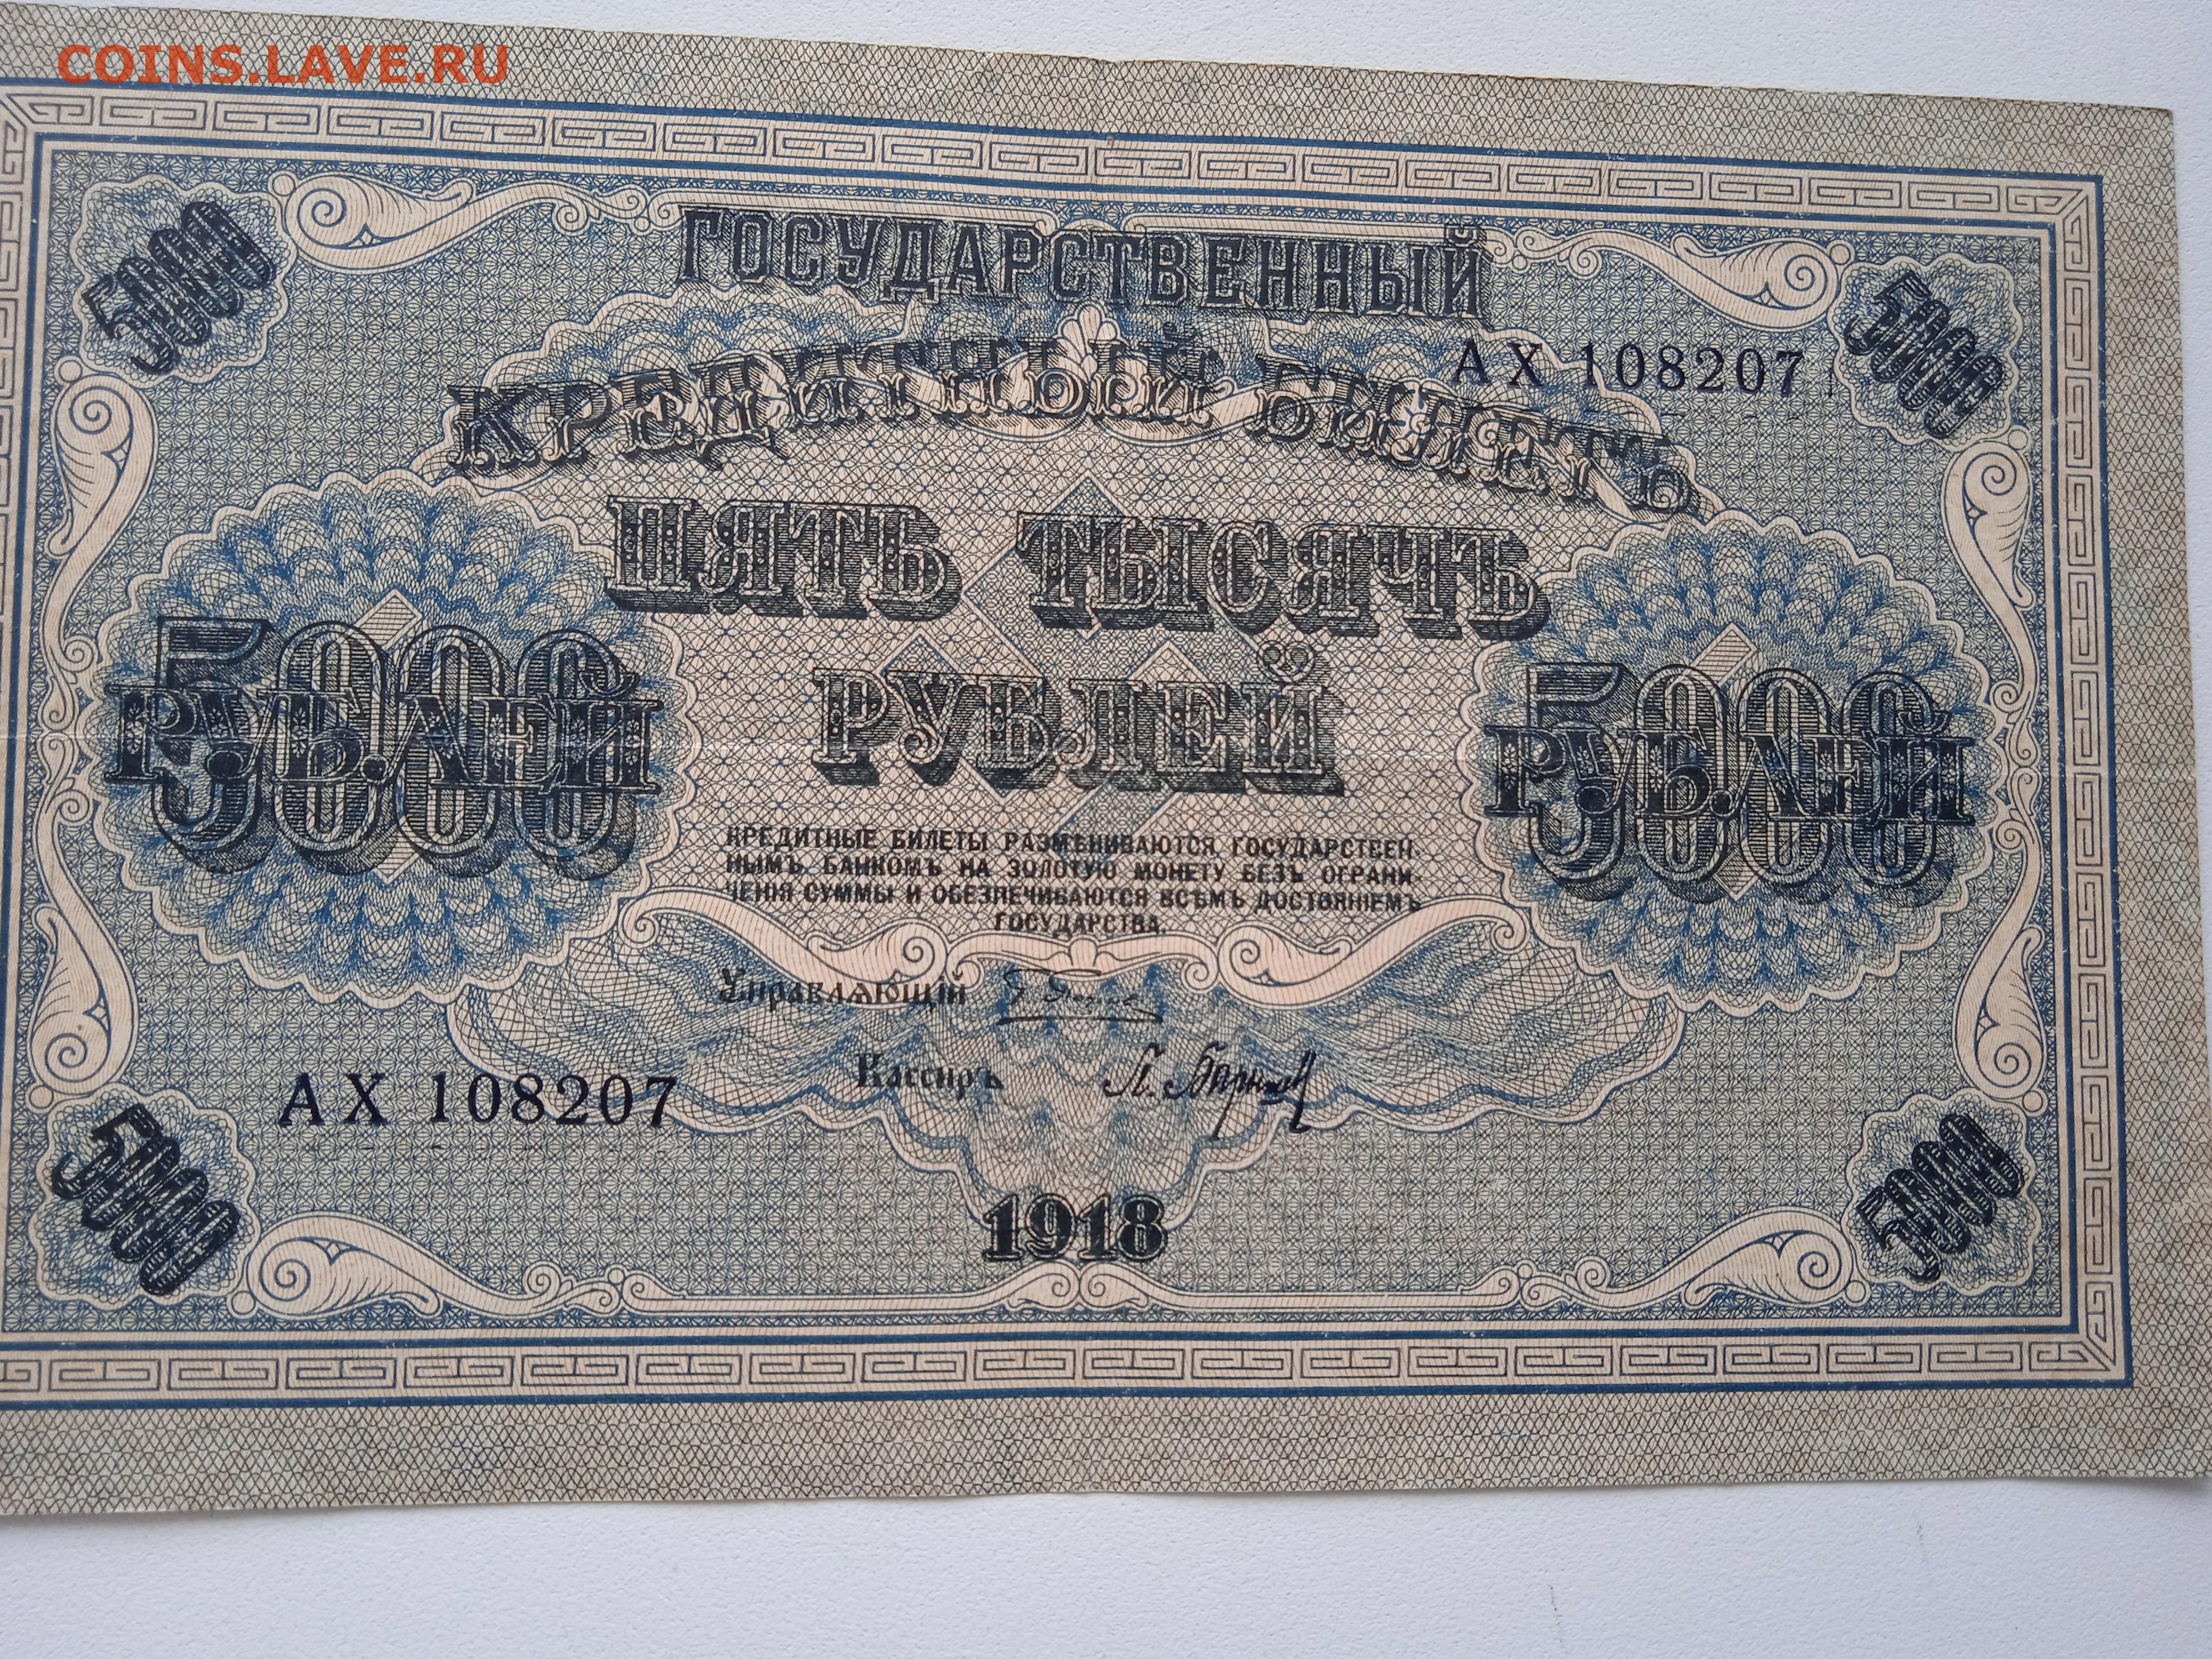 COINS.LAVE.RU
5000
5000
ГОСУДАРСТВЕННЫЙ
КРЕДИТНЫЙ БИЛЕТЪ
АХ 108207
ПЯТЬ ТЫСЯЧЪ
РУБЛЕЙ
5000
РУБЛЕЙ
5000
РУБЛЕЙ
КРЕДИТНЫЕ БИЛЕТЫ РАЗМѢНИВАЮТСЯ ГОСУДАРСТВЕН-
НЫМЪ БАНКОМЪ НА ЗОЛОТУЮ МОНЕТУ БЕЗЪ ОГРАНИ-
ЧЕНІЯ СУММЫ И ОБЕЗПЕЧИВАЮТСЯ ВСѢМЪ ДОСТОЯНІЕМЪ
ГОСУДАРСТВА.
Управляющій
Кассиръ
АХ 108207
5000
5000
1918